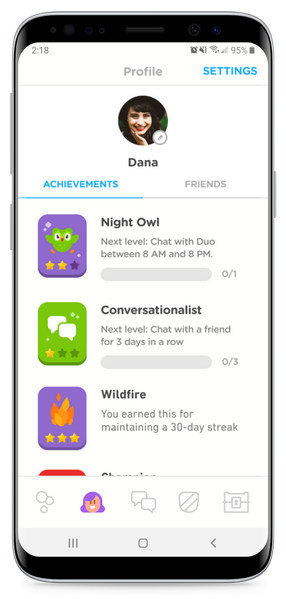 2:18 95%
Profile SETTINGS
Dana
ACHIEVEMENTS FRIENDS
Night Owl
Next level: Chat with Duo
between 8 AM and 8 PM.
0/1
Conversationalist
Next level: Chat with a friend
for 3 days in a row
0/3
Wildfire
You earned this for
maintaining a 30-day streak
Champion